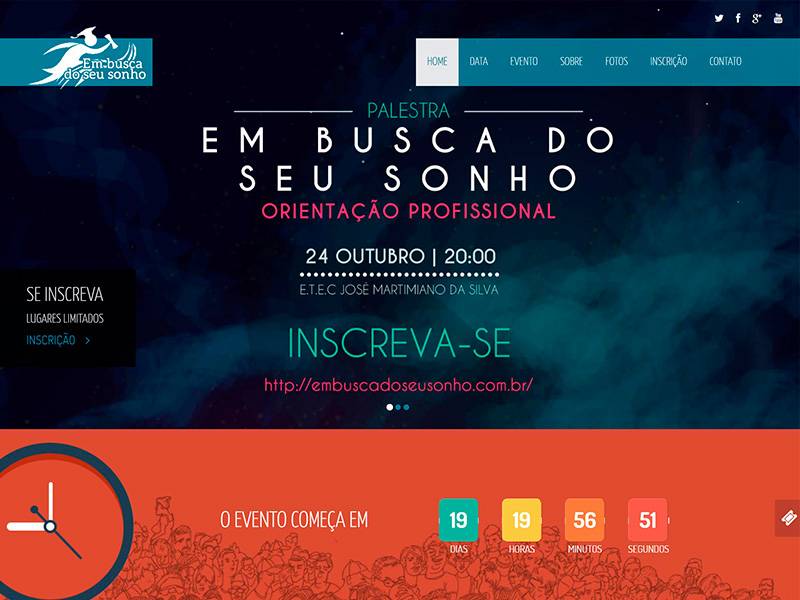 Em busca
do seu sonho
HOME DATA EVENTO SOBRE FOTOS INSCRIÇÃO CONTATO
PALESTRA
EM BUSCA DO
SEU SONHO
ORIENTAÇÃO PROFISSIONAL
24 OUTUBRO | 20:00
E.T.E.C JOSÉ MARTIMIANO DA SILVA
SE INSCREVA
LUGARES LIMITADOS
INSCRIÇÃO >
INSCREVA-SE
http://embuscadoseusonho.com.br/
O EVENTO COMEÇA EM
19 19 56 51
DIAS HORAS MINUTOS SEGUNDOS